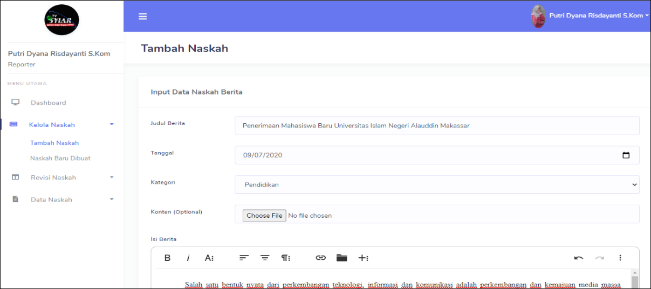 SYIAR
Putri Dyana Risdayanti S.Kom
Putri Dyana Risdayanti S.Kom
Reporter
MENU UTAMA
Dashboard
Kelola Naskah
Tambah Naskah
Naskah Baru Dibuat
Revisi Naskah
Data Naskah
Tambah Naskah
Input Data Naskah Berita
Judul Berita
Penerimaan Mahasiswa Baru Universitas Islam Negeri Alauddin Makassar
Tanggal
09/07/2020
Kategori
Pendidikan
Konten (Optional)
Choose File No file chosen
Isi Berita
B i A
Salah satu bentuk nyata dari perkembangan teknologi, informasi dan komunikasi adalah perkembangan dan kemajuan media massa